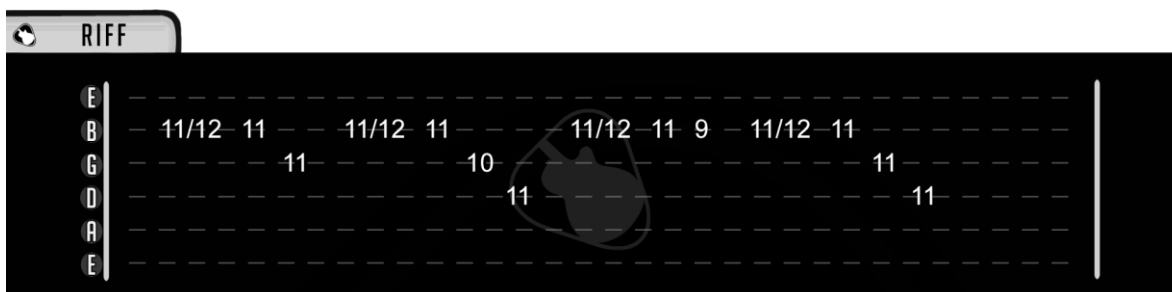 RIFF
E – – – – – – – – – – – – – – – – – – – – – – – – – – – – – – – –
B – 11/12 – 11 – – – 11/12 – 11 – – – – 11/12 – 11 – 9 – – 11/12 – 11 – – – – – – –
G – – – – – 11 – – – – – 10 – – – – – – – – – – – – – 11 – – – – – –
D – – – – – – – – – – – – – 11 – – – – – – – – – – – – – 11 – – – –
A – – – – – – – – – – – – – – – – – – – – – – – – – – – – – – – –
E – – – – – – – – – – – – – – – – – – – – – – – – – – – – – – – –